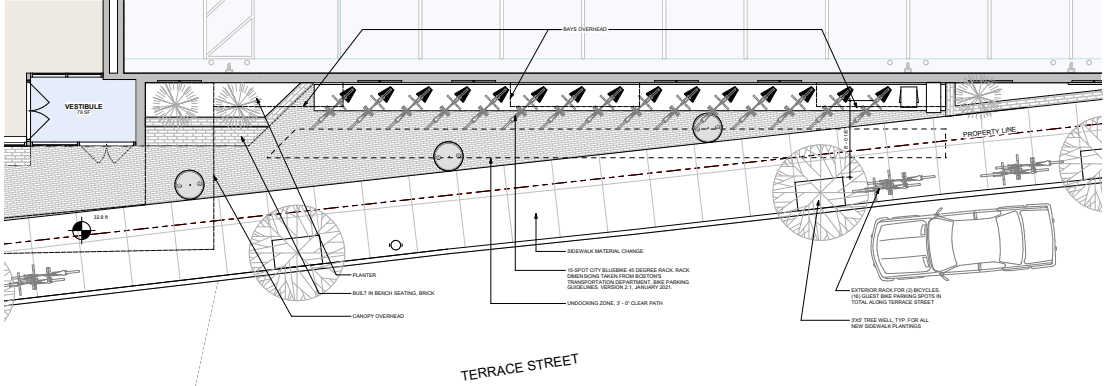 BAYS OVERHEAD
VESTIBULE
79 SF
PROPERTY LINE
32.8 ft
SIDEWALK MATERIAL CHANGE
15-SPOT CITY BLUEBIKE 45 DEGREE RACK. RACK
DIMENSIONS TAKEN FROM BOSTON'S
TRANSPORTATION DEPARTMENT, BIKE PARKING
GUIDELINES, VERSION 2.1, JANUARY 2021.
UNDOCKING ZONE, 3' - 0" CLEAR PATH
PLANTER
BUILT IN BENCH SEATING, BRICK
CANOPY OVERHEAD
EXTERIOR RACK FOR (2) BICYCLES.
(16) GUEST BIKE PARKING SPOTS IN
TOTAL ALONG TERRACE STREET
3'X5' TREE WELL, TYP. FOR ALL
NEW SIDEWALK PLANTINGS
TERRACE STREET